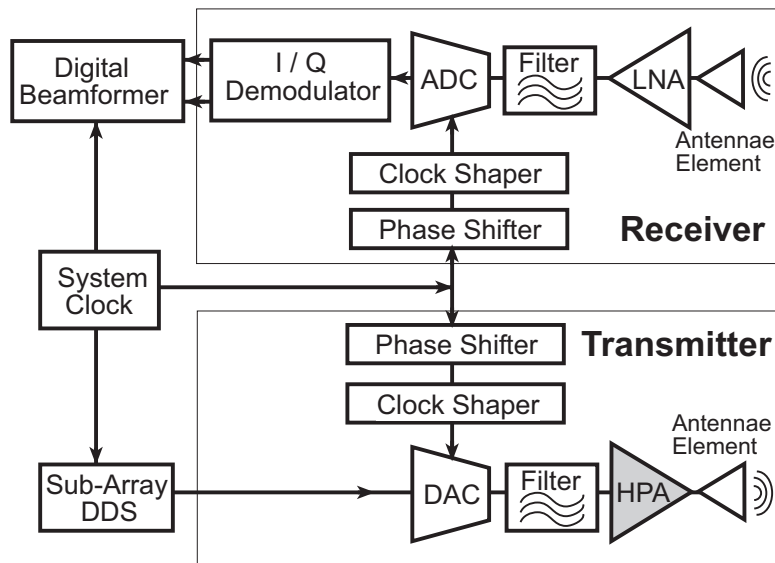 Digital
Beamformer
I / Q
Demodulator
ADC
Filter
LNA
Antennae
Element
Clock Shaper
Phase Shifter
Receiver
System
Clock
Phase Shifter
Transmitter
Clock Shaper
Antennae
Element
Sub-Array
DDS
DAC
Filter
HPA